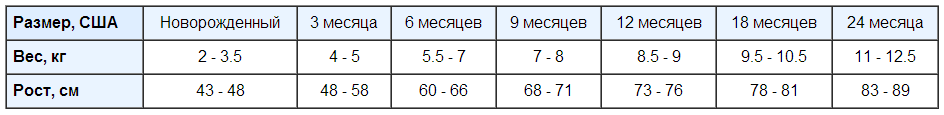 Размер, США Новорожденный 3 месяца 6 месяцев 9 месяцев 12 месяцев 18 месяцев 24 месяца
Вес, кг 2 - 3.5 4 - 5 5.5 - 7 7 - 8 8.5 - 9 9.5 - 10.5 11 - 12.5
Рост, см 43 - 48 48 - 58 60 - 66 68 - 71 73 - 76 78 - 81 83 - 89